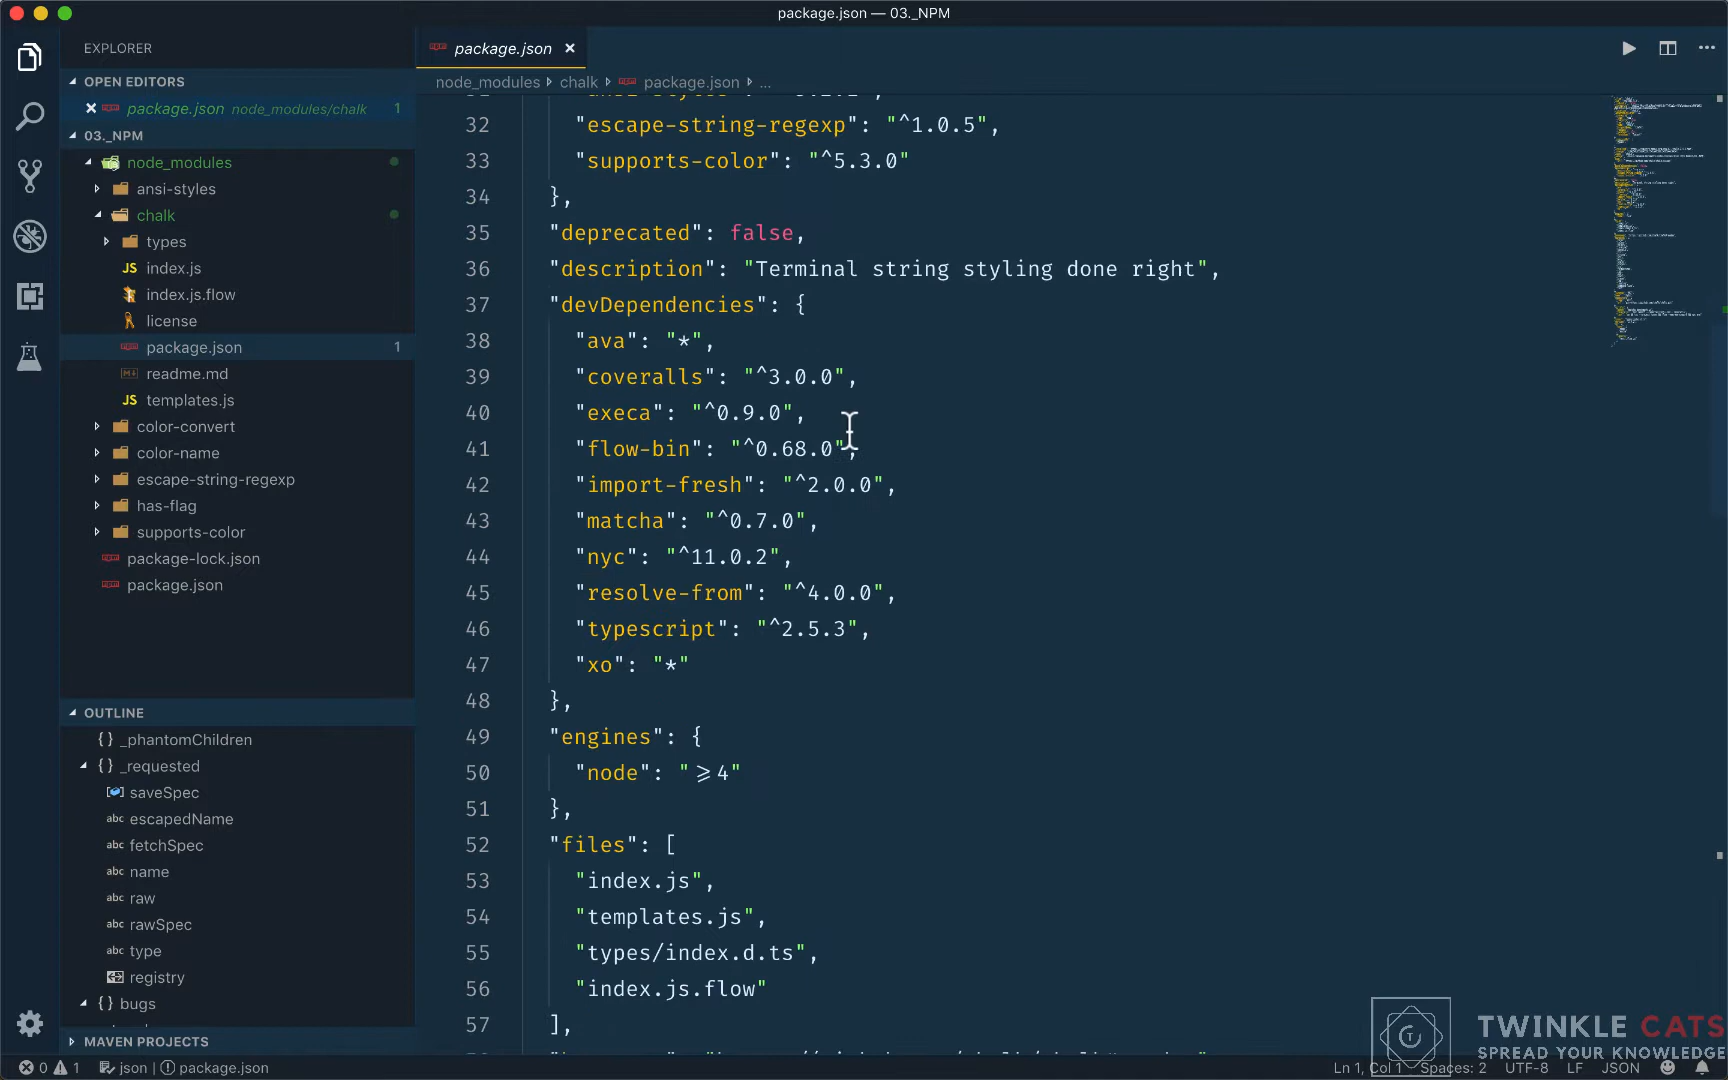 package.json — 03._NPM
EXPLORER
OPEN EDITORS
package.json node_modules/chalk 1
03._NPM
node_modules
ansi-styles
chalk
types
JS index.js
index.js.flow
license
package.json 1
readme.md
JS templates.js
color-convert
color-name
escape-string-regexp
has-flag
supports-color
package-lock.json
package.json
OUTLINE
{} _phantomChildren
{} _requested
saveSpec
abc escapedName
abc fetchSpec
abc name
abc raw
abc rawSpec
abc type
registry
{} bugs
MAVEN PROJECTS
package.json
node_modules chalk package.json ...
32 "escape-string-regexp": "^1.0.5",
33 "supports-color": "^5.3.0"
34 },
35 "deprecated": false,
36 "description": "Terminal string styling done right",
37 "devDependencies": {
38 "ava": "*",
39 "coveralls": "^3.0.0",
40 "execa": "^0.9.0",
41 "flow-bin": "^0.68.0",
42 "import-fresh": "^2.0.0",
43 "matcha": "^0.7.0",
44 "nyc": "^11.0.2",
45 "resolve-from": "^4.0.0",
46 "typescript": "^2.5.3",
47 "xo": "*"
48 },
49 "engines": {
50 "node": "≥4"
51 },
52 "files": [
53 "index.js",
54 "templates.js",
55 "types/index.d.ts",
56 "index.js.flow"
57 ],
TWINKLE CATS
SPREAD YOUR KNOWLEDGE
0 1 json package.json
Ln 1, Col 1 Spaces: 2 UTF-8 LF JSON